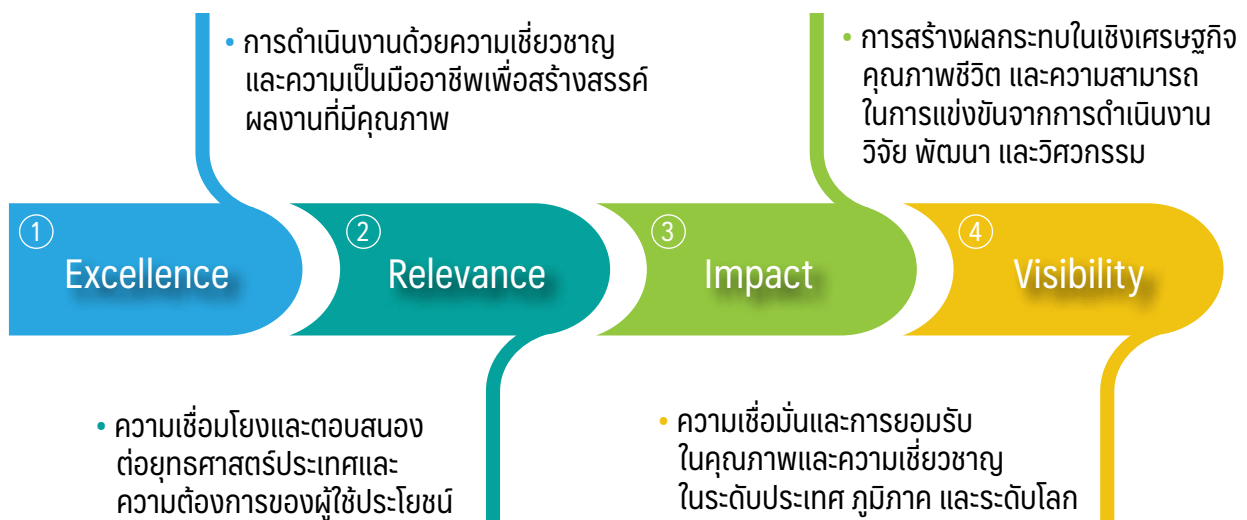 • การดำเนินงานด้วยความเชี่ยวชาญ
และความเป็นมืออาชีพเพื่อสร้างสรรค์
ผลงานที่มีคุณภาพ
• การสร้างผลกระทบในเชิงเศรษฐกิจ
คุณภาพชีวิต และความสามารถ
ในการแข่งขันจากการดำเนินงาน
วิจัย พัฒนา และวิศวกรรม
1
Excellence
2
Relevance
3
Impact
4
Visibility
• ความเชื่อมโยงและตอบสนอง
ต่อยุทธศาสตร์ประเทศและ
ความต้องการของผู้ใช้ประโยชน์
• ความเชื่อมั่นและการยอมรับ
ในคุณภาพและความเชี่ยวชาญ
ในระดับประเทศ ภูมิภาค และระดับโลก